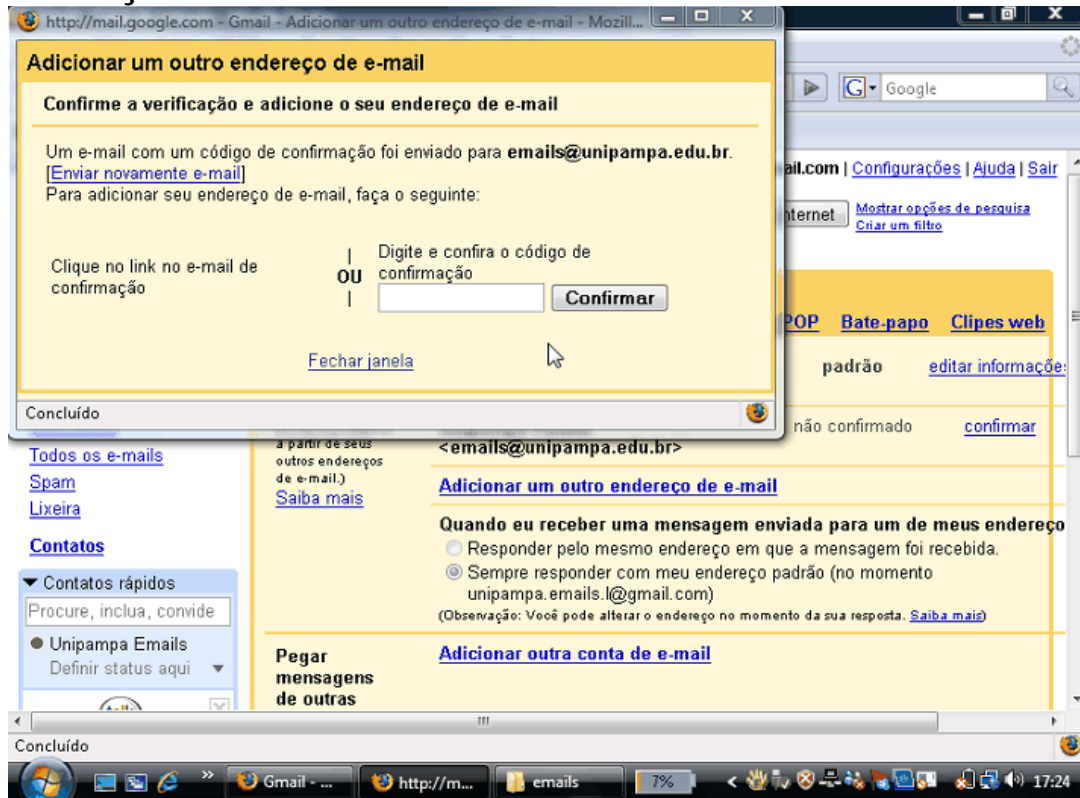 http://mail.google.com - Gmail - Adicionar um outro endereço de e-mail - Mozill...
Adicionar um outro endereço de e-mail
Confirme a verificação e adicione o seu endereço de e-mail
Um e-mail com um código de confirmação foi enviado para emails@unipampa.edu.br.
[Enviar novamente e-mail]
Para adicionar seu endereço de e-mail, faça o seguinte:
Clique no link no e-mail de
confirmação
OU
Digite e confira o código de
confirmação
Confirmar
Fechar janela
Concluído
Google
ail.com | Configurações | Ajuda | Sair
nternet
Mostrar opções de pesquisa
Criar um filtro
POP Bate-papo Clipes web
padrão editar informações
não confirmado confirmar
a partir de seus
outros endereços
de e-mail.)
Saiba mais
<emails@unipampa.edu.br>
Adicionar um outro endereço de e-mail
Quando eu receber uma mensagem enviada para um de meus endereço
Responder pelo mesmo endereço em que a mensagem foi recebida.
Sempre responder com meu endereço padrão (no momento
unipampa.emails.l@gmail.com)
(Observação: Você pode alterar o endereço no momento da sua resposta. Saiba mais)
Todos os e-mails
Spam
Lixeira
Contatos
Contatos rápidos
Procure, inclua, convide
Unipampa Emails
Definir status aqui
Pegar
mensagens
de outras
Adicionar outra conta de e-mail
Concluído
Gmail - ...
http://m...
emails
7%
17:24